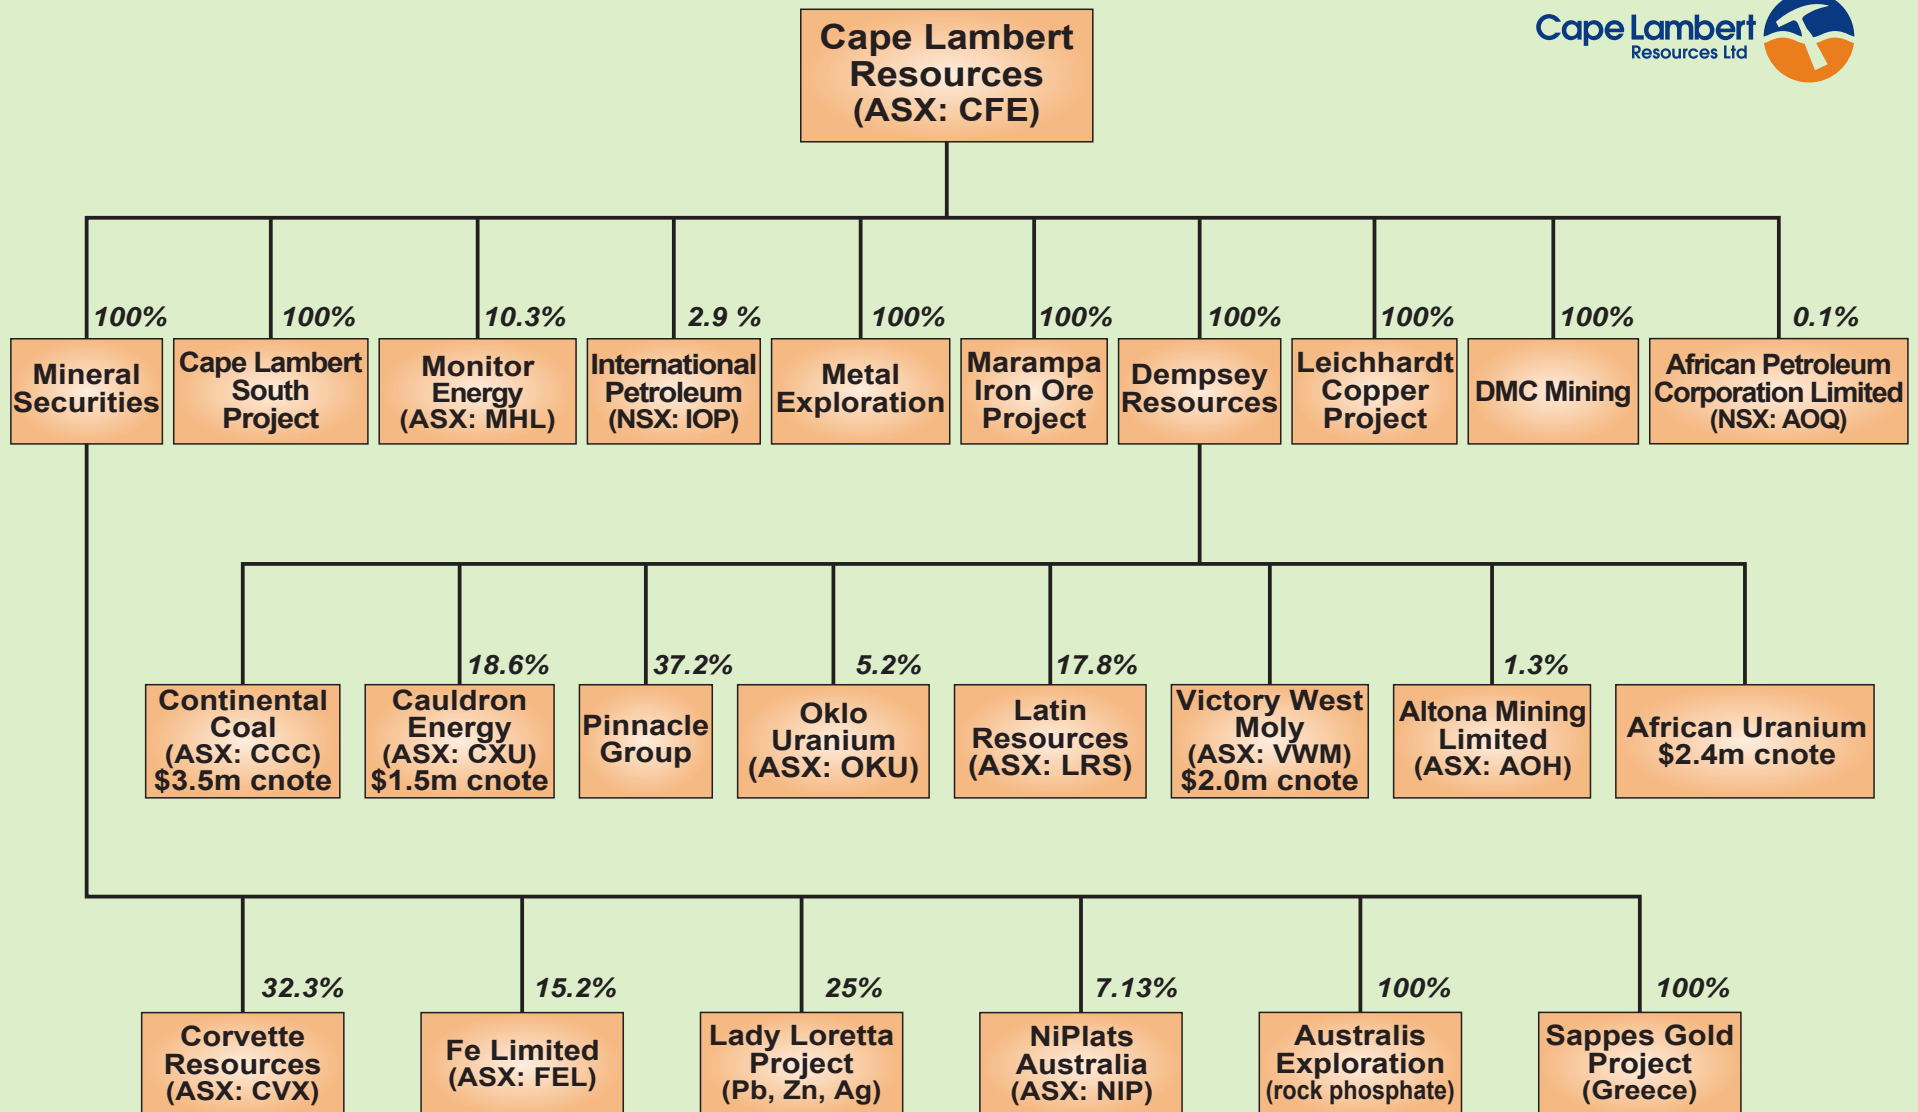 Cape Lambert
Resources
(ASX: CFE)
Cape Lambert
Resources Ltd
100%
100%
10.3%
2.9 %
100%
100%
100%
100%
100%
0.1%
Mineral
Securities
Cape Lambert
South
Project
Monitor
Energy
(ASX: MHL)
International
Petroleum
(NSX: IOP)
Metal
Exploration
Marampa
Iron Ore
Project
Dempsey
Resources
Leichhardt
Copper
Project
DMC Mining
African Petroleum
Corporation Limited
(NSX: AOQ)
18.6%
37.2%
5.2%
17.8%
1.3%
Continental
Coal
(ASX: CCC)
$3.5m cnote
Cauldron
Energy
(ASX: CXU)
$1.5m cnote
Pinnacle
Group
Oklo
Uranium
(ASX: OKU)
Latin
Resources
(ASX: LRS)
Victory West
Moly
(ASX: VWM)
$2.0m cnote
Altona Mining
Limited
(ASX: AOH)
African Uranium
$2.4m cnote
32.3%
15.2%
25%
7.13%
100%
100%
Corvette
Resources
(ASX: CVX)
Fe Limited
(ASX: FEL)
Lady Loretta
Project
(Pb, Zn, Ag)
NiPlats
Australia
(ASX: NIP)
Australis
Exploration
(rock phosphate)
Sappes Gold
Project
(Greece)